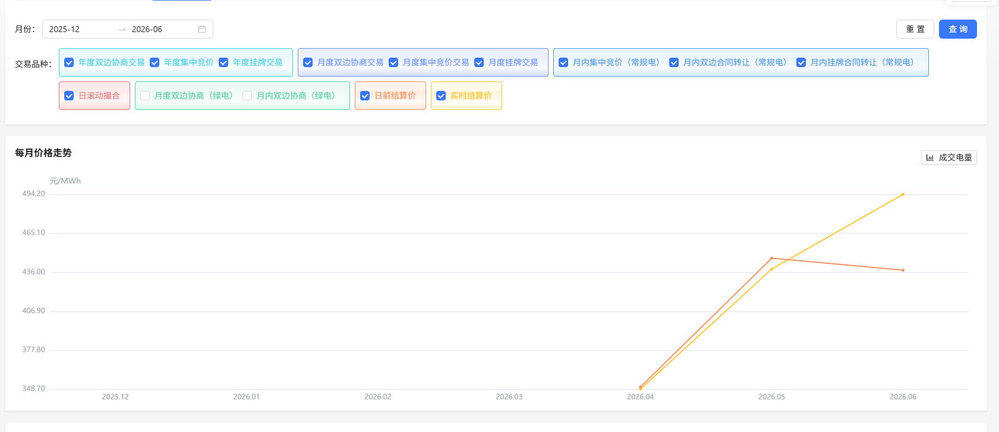 月份： 2025-12 → 2026-06 重 置 查 询
交易品种： 年度双边协商交易 年度集中竞价 年度挂牌交易 月度双边协商交易 月度集中竞价交易 月度挂牌交易 月内集中竞价（常规电） 月内双边合同转让（常规电） 月内挂牌合同转让（常规电）
日滚动撮合 月度双边协商（绿电） 月内双边协商（绿电） 日前结算价 实时结算价
每月价格走势
成交电量
元/MWh
494.20
465.10
436.00
406.90
377.80
348.70
2025.12 2026.01 2026.02 2026.03 2026.04 2026.05 2026.06